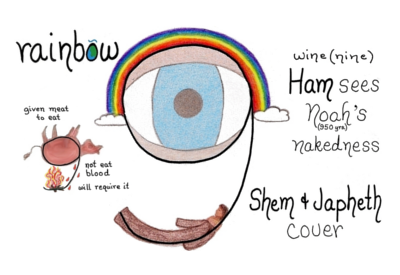 rainbow
given meat
to eat
not eat
blood
will require it
wine (nine)
Ham sees
Noah's
(950 yrs)
nakedness
Shem & Japheth
cover